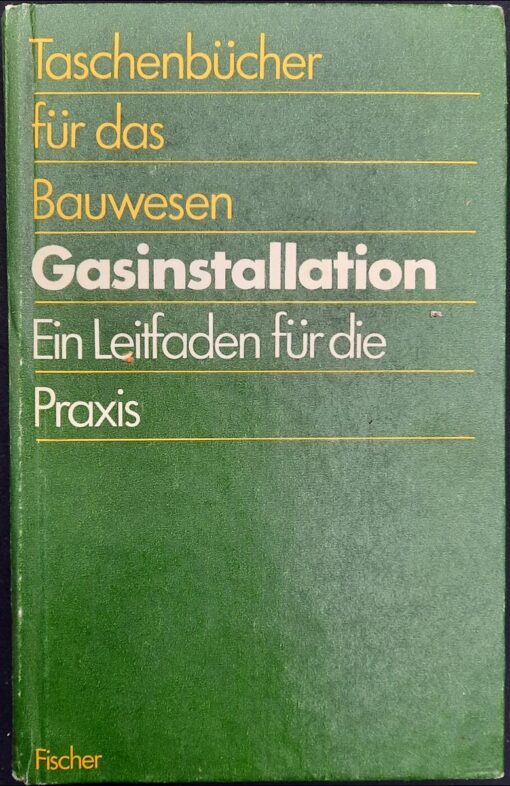 Taschenbücher
für das
Bauwesen
Gasinstallation
Ein Leitfaden für die
Praxis
Fischer